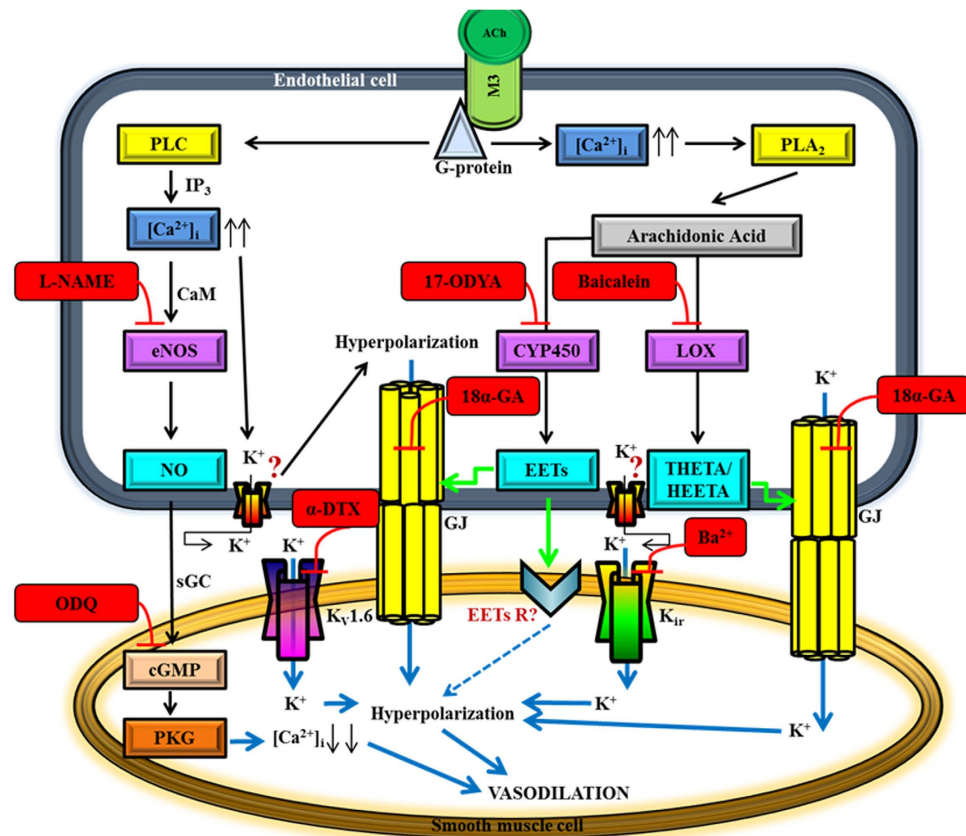 ACh
M3
Endothelial cell
PLC
G-protein
[Ca²⁺]ᵢ ↑↑
PLA₂
IP₃
[Ca²⁺]ᵢ ↑↑
Arachidonic Acid
L-NAME
CaM
17-ODYA
Baicalein
eNOS
Hyperpolarization
CYP450
LOX
18α-GA
K⁺
18α-GA
NO
K⁺
?
EETs
K⁺
?
THETA/
HEETA
α-DTX
GJ
GJ
K⁺
K⁺
K⁺
Ba²⁺
sGC
ODQ
Kᵥ1.6
EETs R?
Kir
cGMP
K⁺
K⁺
Hyperpolarization
K⁺
PKG
[Ca²⁺]ᵢ ↓↓
VASODILATION
Smooth muscle cell